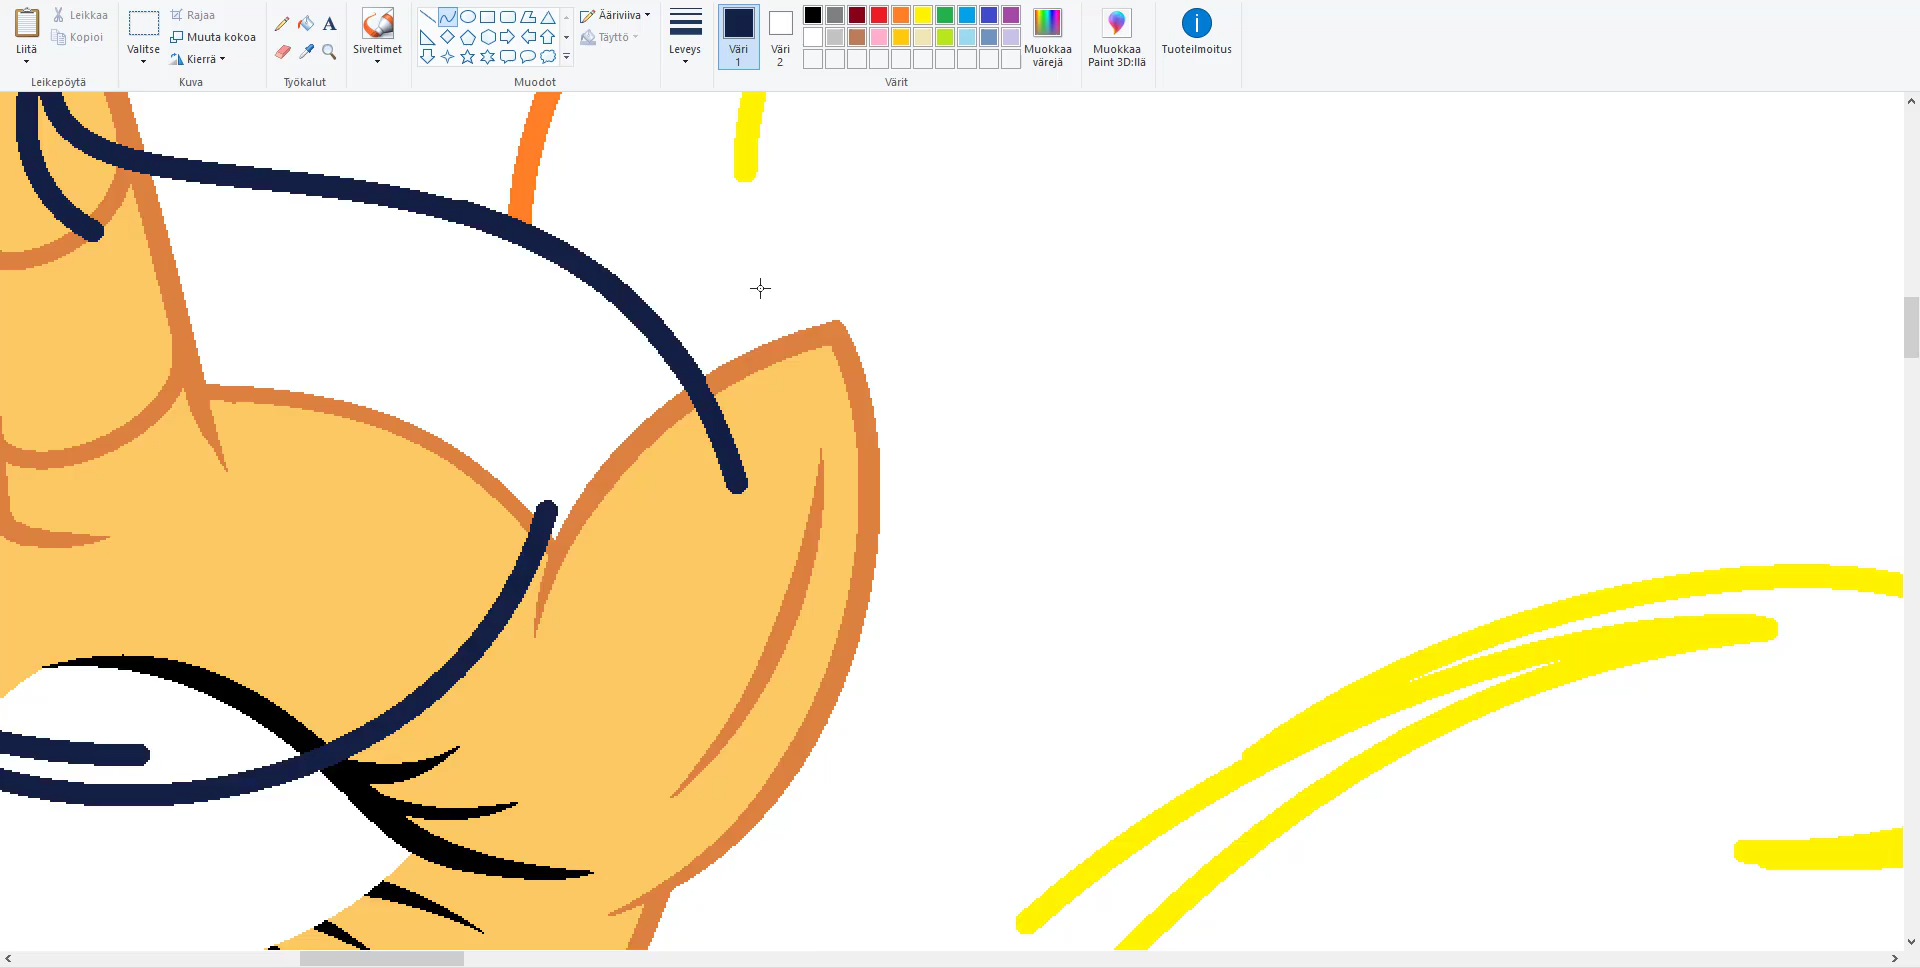 Liitä
Leikkaa
Kopioi
Leikepöytä
Valitse
Rajaa
Muuta kokoa
Kierrä
Kuva
A
Työkalut
Siveltimet
Ääriviiva
Täyttö
Muodot
Leveys
Väri
1
Väri
2
Värit
Muokkaa
värejä
Muokkaa
Paint 3D:llä
i
Tuoteilmoitus